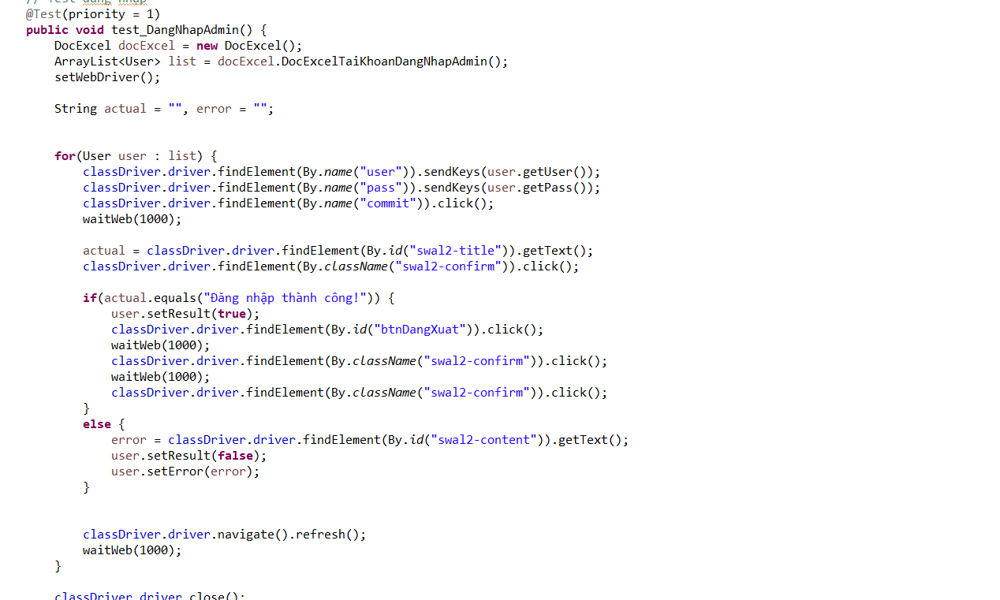 // Test đăng nhập
@Test(priority = 1)
public void test_DangNhapAdmin() {
DocExcel docExcel = new DocExcel();
ArrayList<User> list = docExcel.DocExcelTaiKhoanDangNhapAdmin();
setWebDriver();
String actual = "", error = "";
for(User user : list) {
classDriver.driver.findElement(By.name("user")).sendKeys(user.getUser());
classDriver.driver.findElement(By.name("pass")).sendKeys(user.getPass());
classDriver.driver.findElement(By.name("commit")).click();
waitWeb(1000);
actual = classDriver.driver.findElement(By.id("swal2-title")).getText();
classDriver.driver.findElement(By.className("swal2-confirm")).click();
if(actual.equals("Đăng nhập thành công!")) {
user.setResult(true);
classDriver.driver.findElement(By.id("btnDangXuat")).click();
waitWeb(1000);
classDriver.driver.findElement(By.className("swal2-confirm")).click();
waitWeb(1000);
classDriver.driver.findElement(By.className("swal2-confirm")).click();
}
else {
error = classDriver.driver.findElement(By.id("swal2-content")).getText();
user.setResult(false);
user.setError(error);
}
classDriver.driver.navigate().refresh();
waitWeb(1000);
}
classDriver.driver.close();